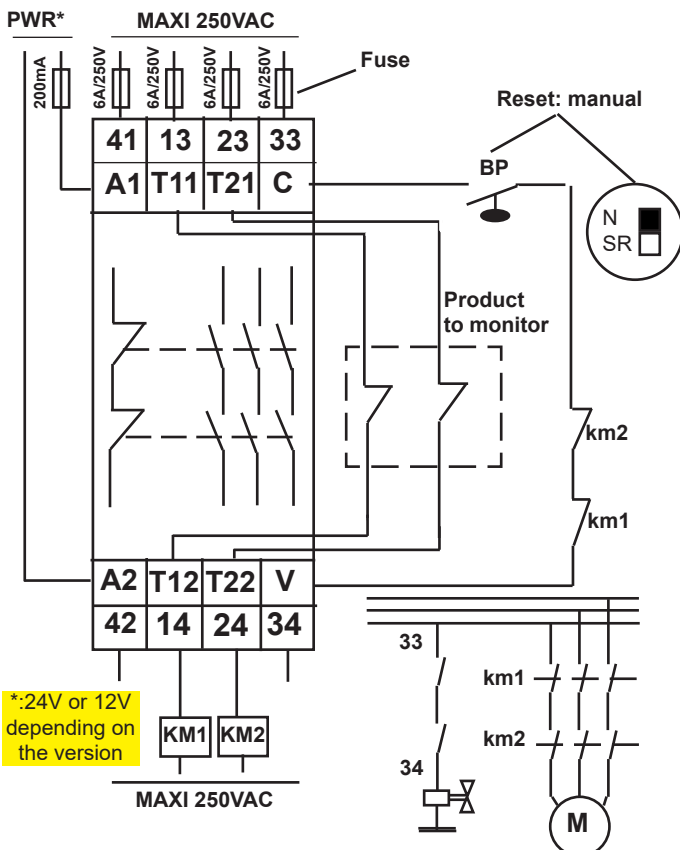 PWR*
MAXI 250VAC
200mA
6A/250V
6A/250V
6A/250V
6A/250V
Fuse
Reset: manual
41 13 23 33
A1 T11 T21 C
BP
N
SR
Product
to monitor
km2
km1
A2 T12 T22 V
42 14 24 34
33
km1
*:24V or 12V
depending on
the version
KM1 KM2
km2
34
MAXI 250VAC
M